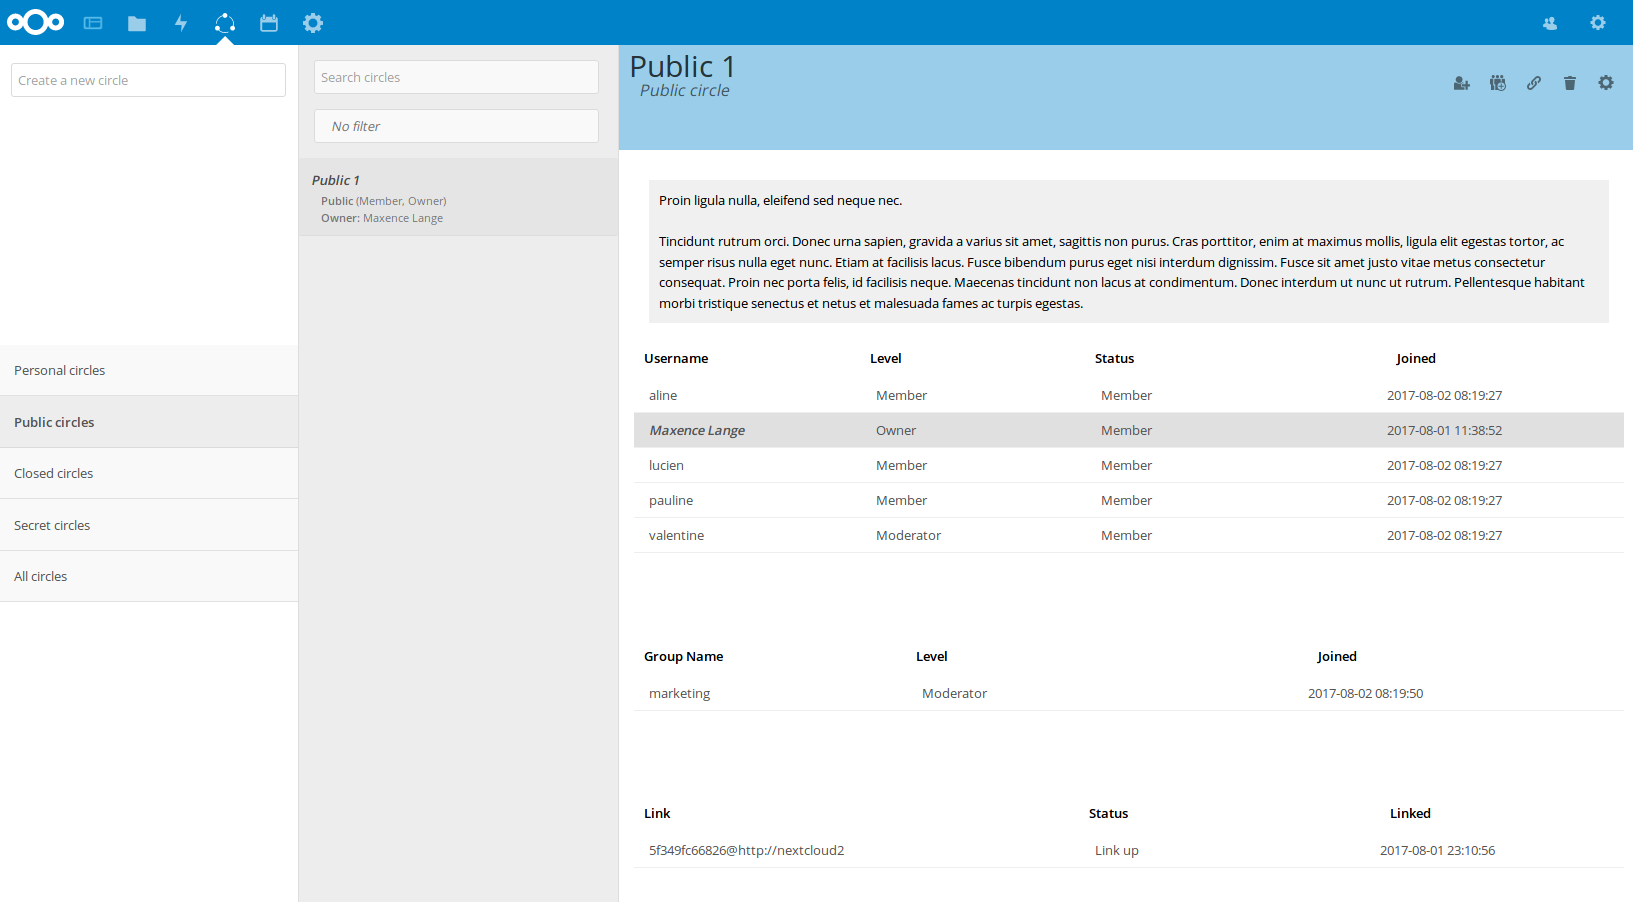 Create a new circle
Personal circles
Public circles
Closed circles
Secret circles
All circles
Search circles
No filter
Public 1
Public (Member, Owner)
Owner: Maxence Lange
Public 1
Public circle
Proin ligula nulla, eleifend sed neque nec.
Tincidunt rutrum orci. Donec urna sapien, gravida a varius sit amet, sagittis non purus. Cras porttitor, enim at maximus mollis, ligula elit egestas tortor, ac
semper risus nulla eget nunc. Etiam at facilisis lacus. Fusce bibendum purus eget nisi interdum dignissim. Fusce sit amet justo vitae metus consectetur
consequat. Proin nec porta felis, id facilisis neque. Maecenas tincidunt non lacus at condimentum. Donec interdum ut nunc ut rutrum. Pellentesque habitant
morbi tristique senectus et netus et malesuada fames ac turpis egestas.
Username Level Status Joined
aline Member Member 2017-08-02 08:19:27
Maxence Lange Owner Member 2017-08-01 11:38:52
lucien Member Member 2017-08-02 08:19:27
pauline Member Member 2017-08-02 08:19:27
valentine Moderator Member 2017-08-02 08:19:27
Group Name Level Joined
marketing Moderator 2017-08-02 08:19:50
Link Status Linked
5f349fc66826@http://nextcloud2 Link up 2017-08-01 23:10:56